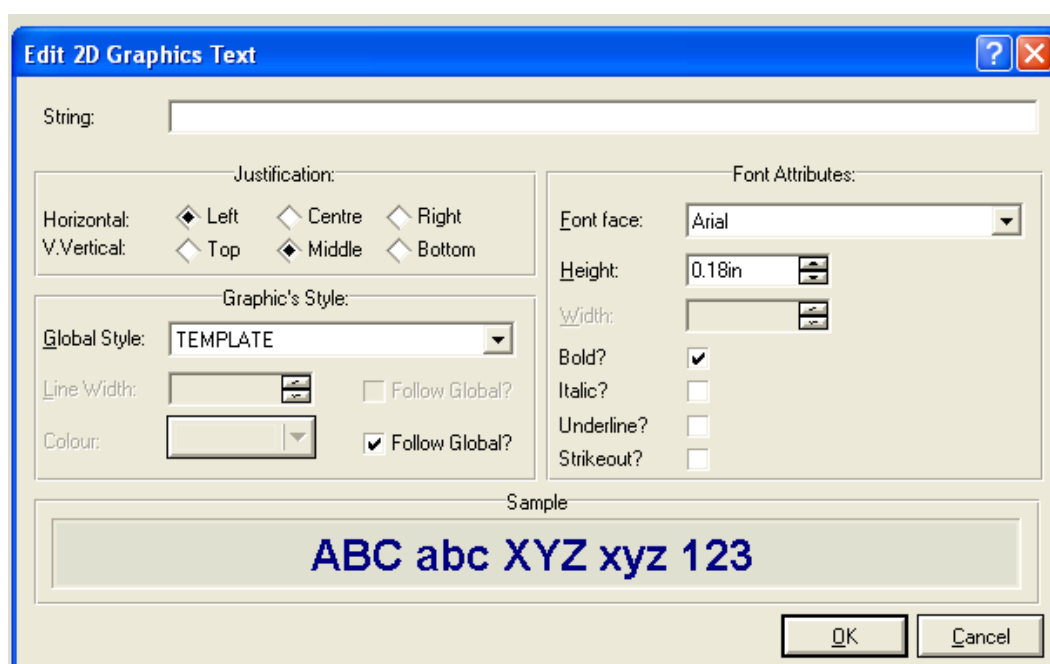 Edit 2D Graphics Text
String:
Justification:
Horizontal: Left Centre Right
V.Vertical: Top Middle Bottom
Graphic's Style:
Global Style: TEMPLATE
Line Width: Follow Global?
Colour: Follow Global?
Font Attributes:
Font face: Arial
Height: 0.18in
Width:
Bold?
Italic?
Underline?
Strikeout?
Sample
ABC abc XYZ xyz 123
OK Cancel